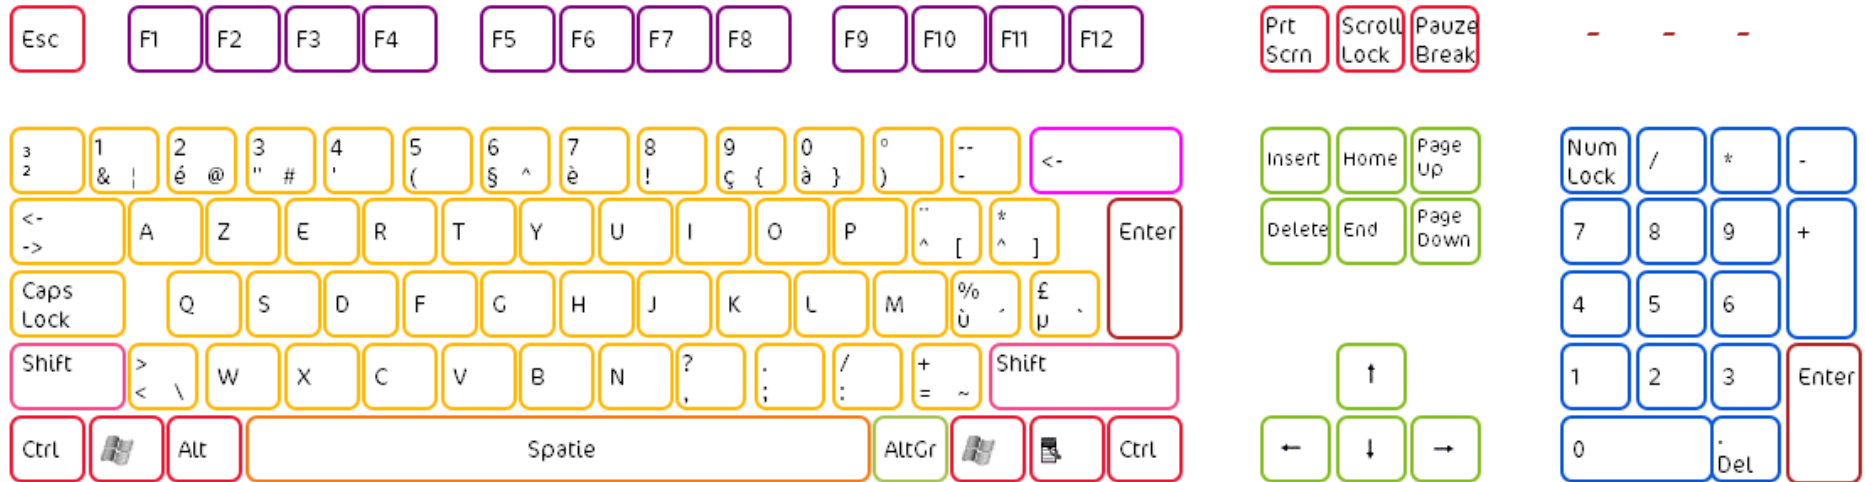 Esc F1 F2 F3 F4 F5 F6 F7 F8 F9 F10 F11 F12 Prt Scroll Pauze - - -
Scrn Lock Break
3 1 2 3 4 5 6 7 8 9 0 ° -- <- Insert Home Page Num / * -
2 & ¦ é @ " # ' ( § ^ è ! ç { à } ) - Up Lock
<- A Z E R T Y U I O P ¨ * Enter Delete End Page 7 8 9 +
-> ^ [ ^ ] Down
Caps Q S D F G H J K L M % £ 4 5 6
Lock ù ´ µ `
Shift > W X C V B N ? . / + Shift ↑ 1 2 3 Enter
< \ , ; : = ~
Ctrl Alt Spatie AltGr Ctrl ← ↓ → 0 .
Del